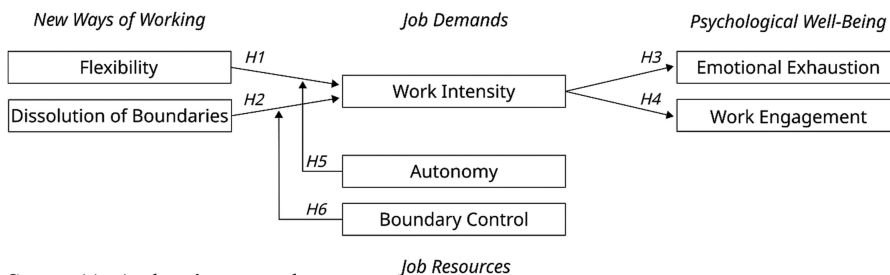 New Ways of Working
Job Demands
Psychological Well-Being
Flexibility
H1
H3
Emotional Exhaustion
Work Intensity
Dissolution of Boundaries
H2
H4
Work Engagement
H5
Autonomy
H6
Boundary Control
Job Resources